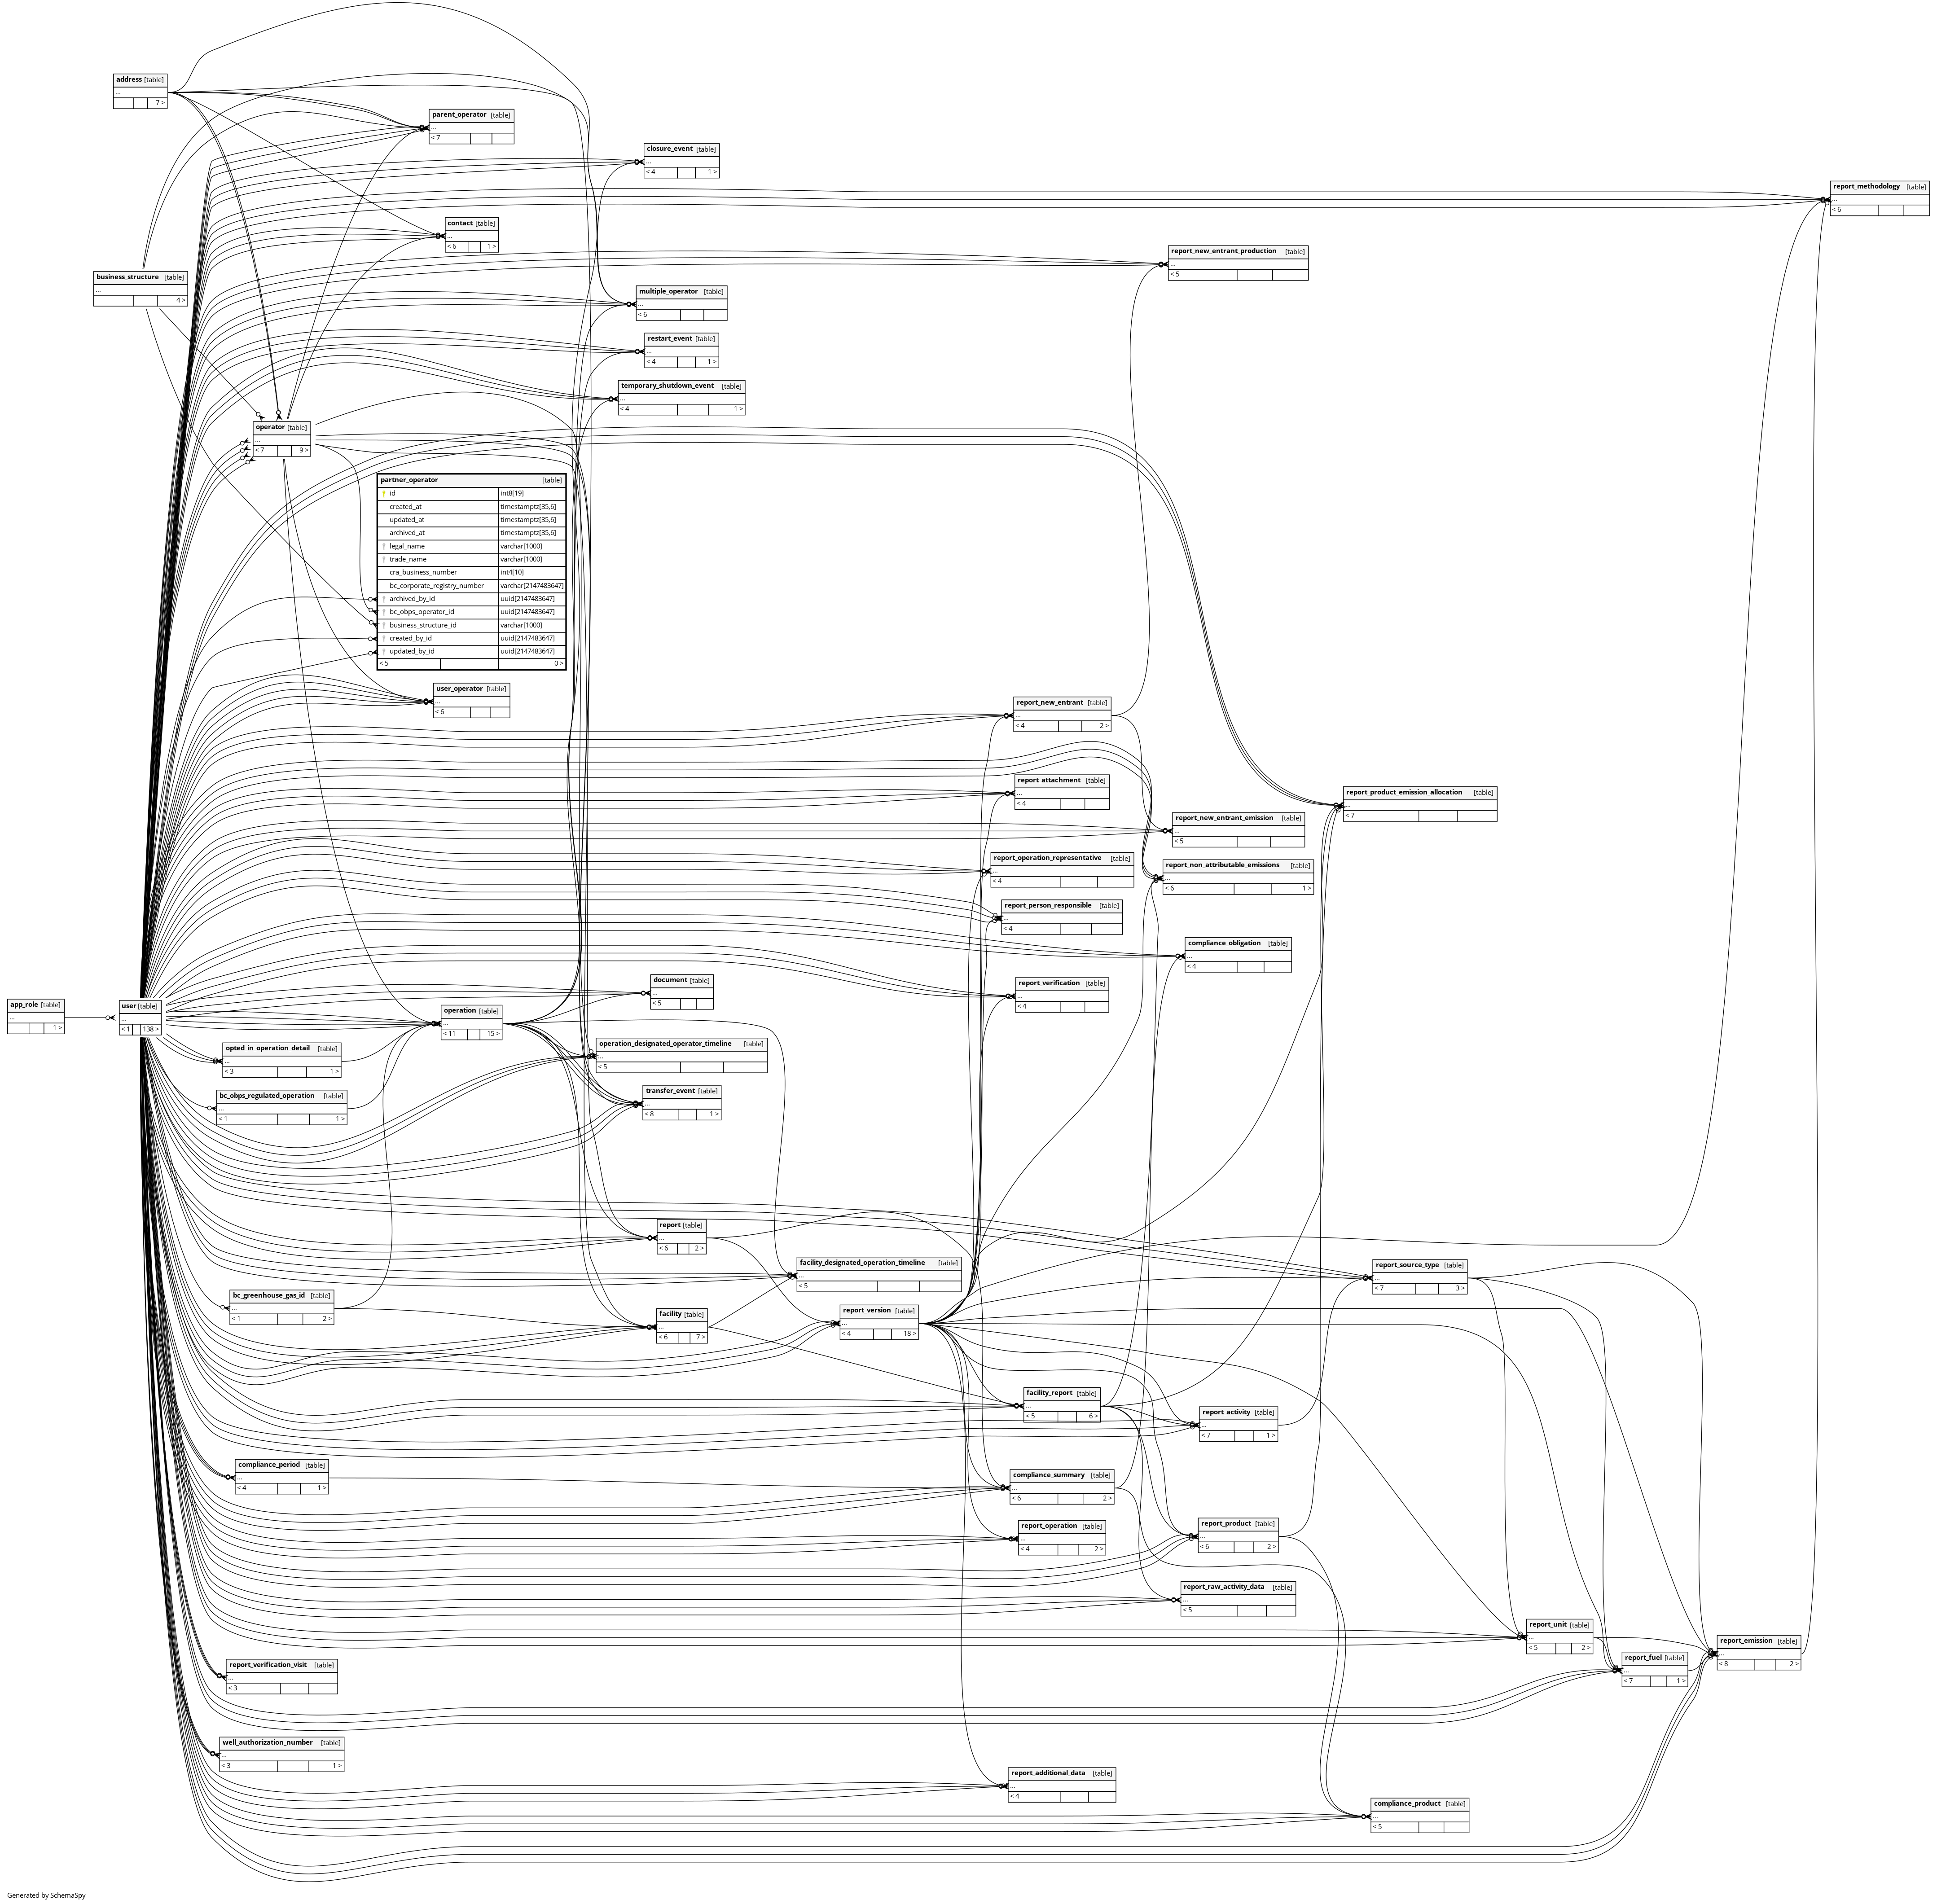 address [table]
...
7 >
parent_operator [table]
...
< 7
closure_event [table]
...
< 4 1 >
report_methodology [table]
...
< 6
contact [table]
...
< 6 1 >
report_new_entrant_production [table]
...
< 5
business_structure [table]
...
4 >
multiple_operator [table]
...
< 6
restart_event [table]
...
< 4 1 >
temporary_shutdown_event [table]
...
< 4 1 >
operator [table]
...
< 7 9 >
partner_operator [table]
id int8[19]
created_at timestamptz[35,6]
updated_at timestamptz[35,6]
archived_at timestamptz[35,6]
legal_name varchar[1000]
trade_name varchar[1000]
cra_business_number int4[10]
bc_corporate_registry_number varchar[2147483647]
archived_by_id uuid[2147483647]
bc_obps_operator_id uuid[2147483647]
business_structure_id varchar[1000]
created_by_id uuid[2147483647]
updated_by_id uuid[2147483647]
< 5 0 >
user_operator [table]
...
< 6
report_new_entrant [table]
...
< 4 2 >
report_attachment [table]
...
< 4
report_product_emission_allocation [table]
...
< 7
report_new_entrant_emission [table]
...
< 5
report_operation_representative [table]
...
< 4
report_non_attributable_emissions [table]
...
< 6 1 >
report_person_responsible [table]
...
< 4
compliance_obligation [table]
...
< 4
document [table]
...
< 5
report_verification [table]
...
< 4
app_role [table]
...
1 >
user [table]
...
< 1 138 >
operation [table]
...
< 11 15 >
opted_in_operation_detail [table]
...
< 3 1 >
operation_designated_operator_timeline [table]
...
< 5
bc_obps_regulated_operation [table]
...
< 1 1 >
transfer_event [table]
...
< 8 1 >
report [table]
...
< 6 2 >
facility_designated_operation_timeline [table]
...
< 5
report_source_type [table]
...
< 7 3 >
bc_greenhouse_gas_id [table]
...
< 1 2 >
facility [table]
...
< 6 7 >
report_version [table]
...
< 4 18 >
facility_report [table]
...
< 5 6 >
report_activity [table]
...
< 7 1 >
compliance_period [table]
...
< 4 1 >
compliance_summary [table]
...
< 6 2 >
report_operation [table]
...
< 4 2 >
report_product [table]
...
< 6 2 >
report_raw_activity_data [table]
...
< 5
report_unit [table]
...
< 5 2 >
report_emission [table]
...
< 8 2 >
report_fuel [table]
...
< 7 1 >
report_verification_visit [table]
...
< 3
well_authorization_number [table]
...
< 3 1 >
report_additional_data [table]
...
< 4
compliance_product [table]
...
< 5
Generated by SchemaSpy